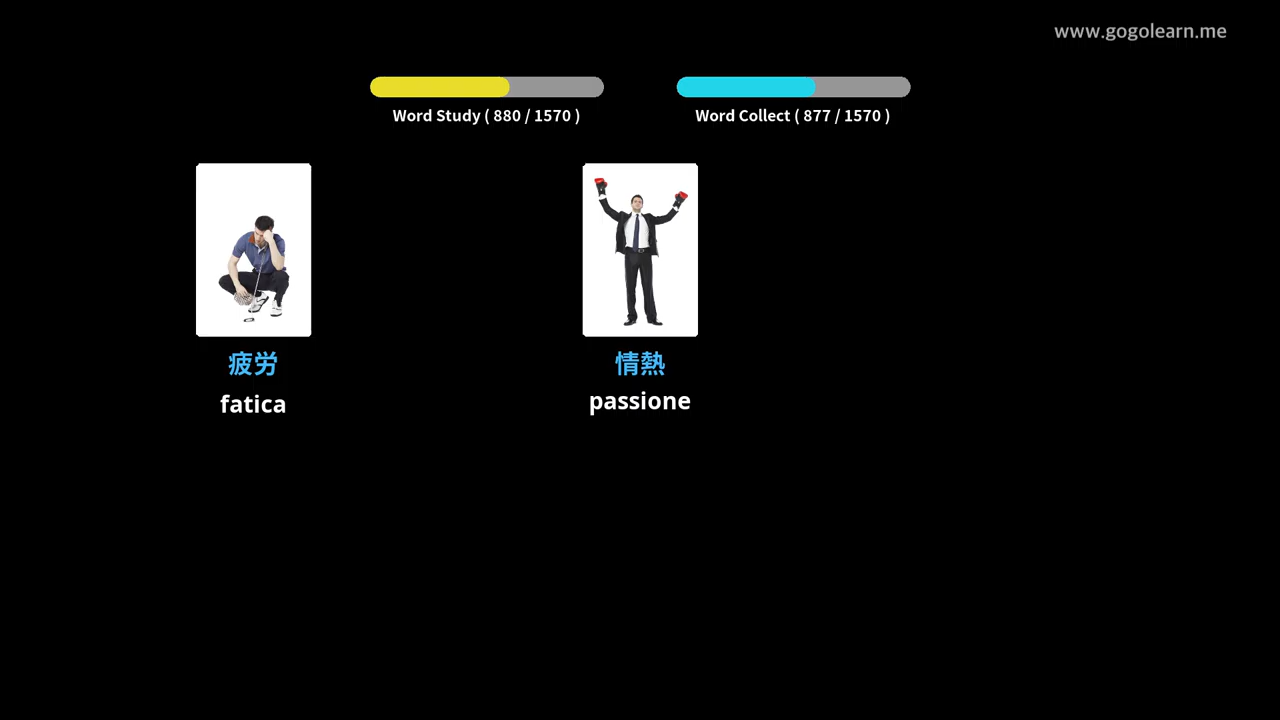 www.gogolearn.me
Word Study ( 880 / 1570 )
Word Collect ( 877 / 1570 )
疲労
fatica
情熱
passione